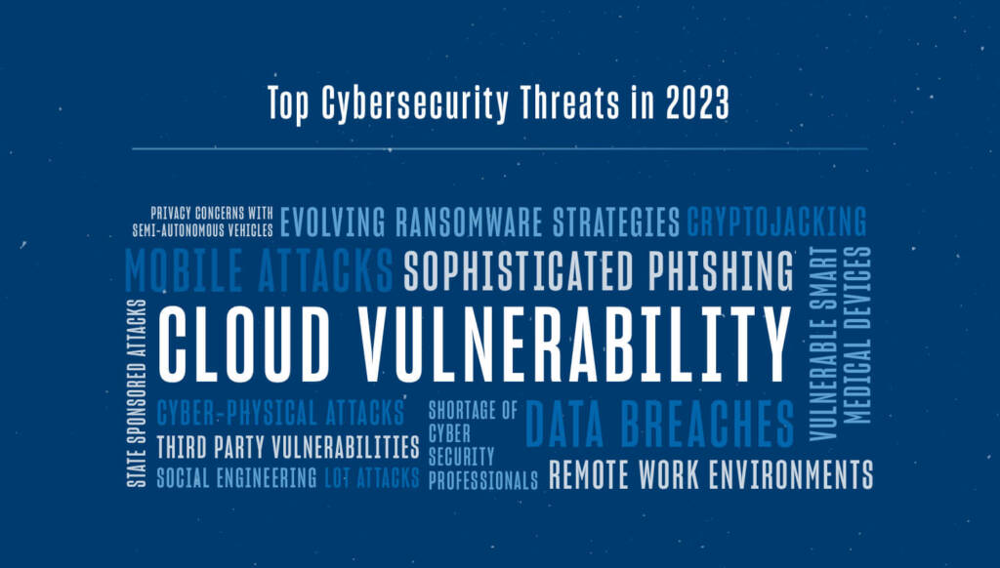 Top Cybersecurity Threats in 2023
PRIVACY CONCERNS WITH
SEMI-AUTONOMOUS VEHICLES
EVOLVING RANSOMWARE STRATEGIES
CRYPTOJACKING
MOBILE ATTACKS
SOPHISTICATED PHISHING
VULNERABLE SMART
MEDICAL DEVICES
STATE SPONSORED ATTACKS
CLOUD VULNERABILITY
CYBER-PHYSICAL ATTACKS
THIRD PARTY VULNERABILITIES
SOCIAL ENGINEERING
LOT ATTACKS
SHORTAGE OF
CYBER
SECURITY
PROFESSIONALS
DATA BREACHES
REMOTE WORK ENVIRONMENTS